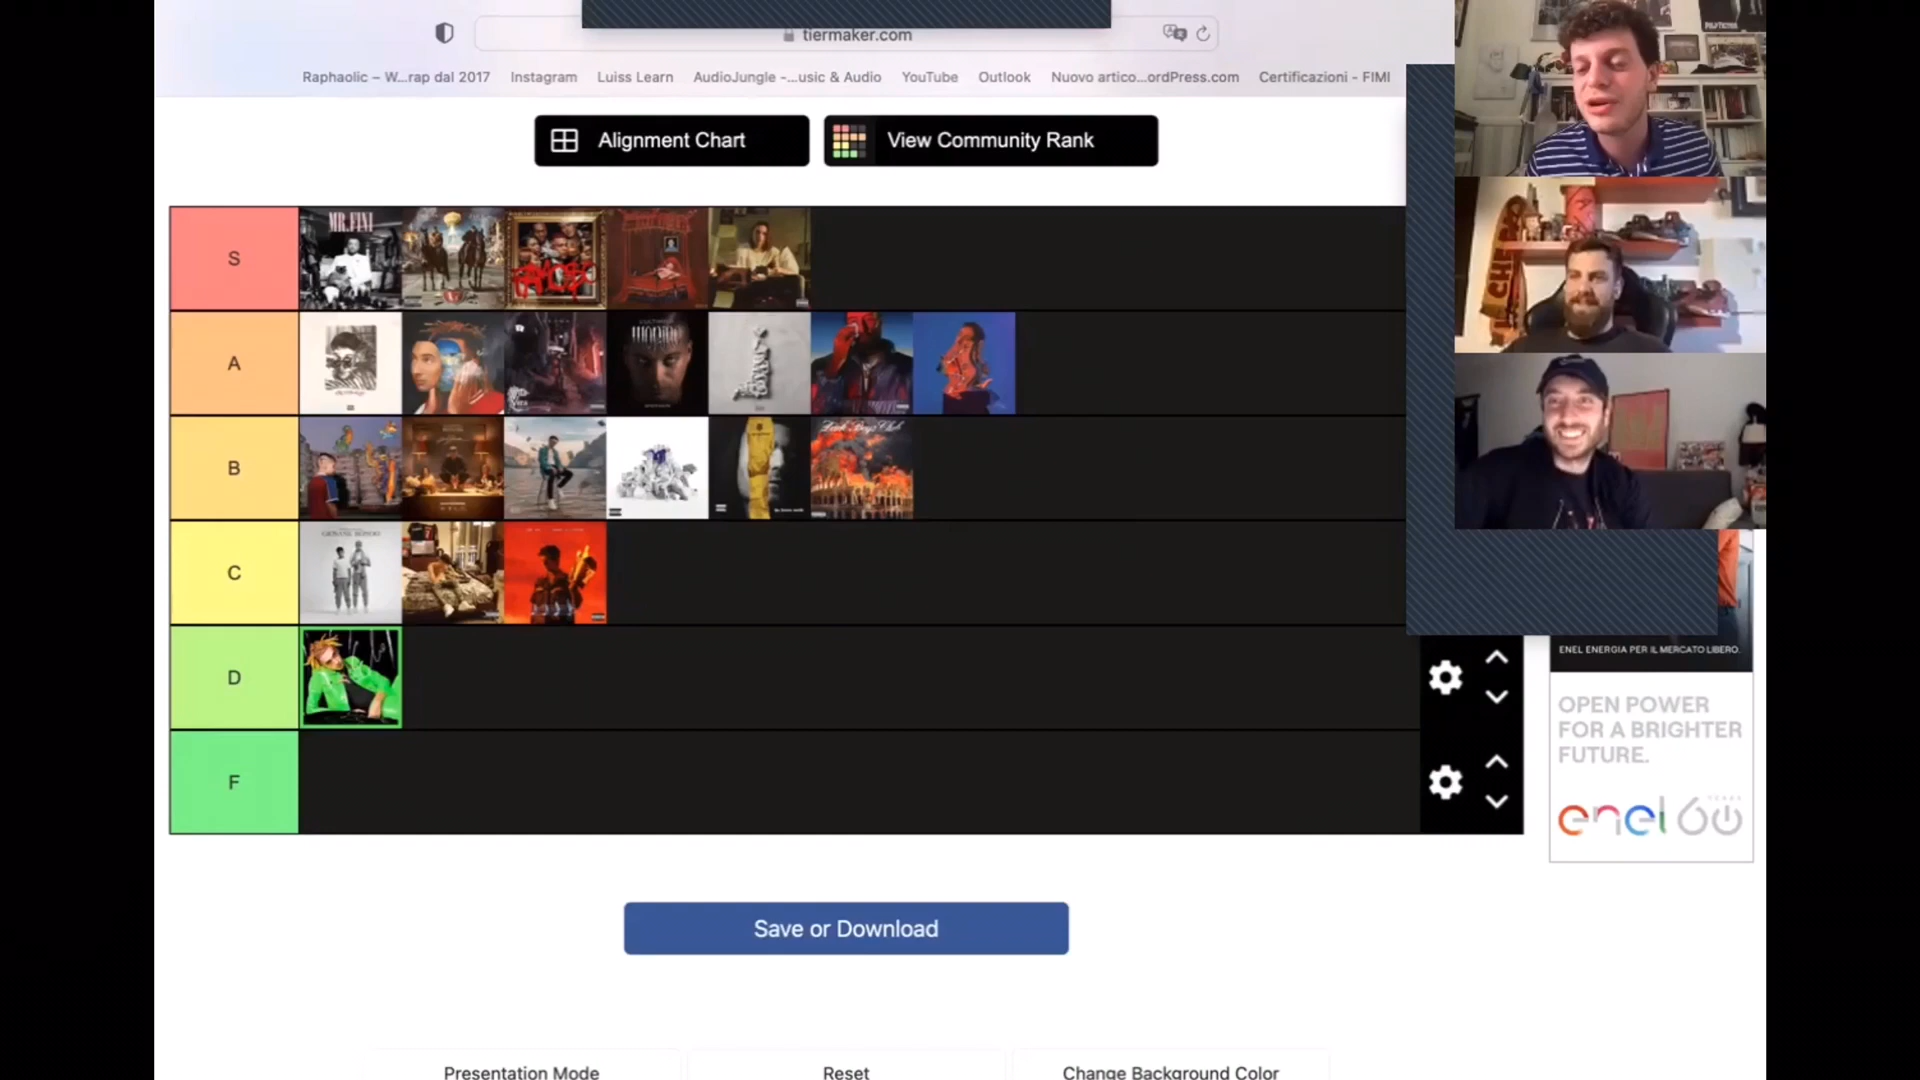 tiermaker.com
Raphaolic – W...rap dal 2017 Instagram Luiss Learn AudioJungle -...usic & Audio YouTube Outlook Nuovo artico...ordPress.com Certificazioni - FIMI
Alignment Chart
View Community Rank
S
MR.FINI
A
B
C
D
F
ENEL ENERGIA PER IL MERCATO LIBERO.
OPEN POWER
FOR A BRIGHTER
FUTURE.
enel 60
YEARS
Save or Download
Presentation Mode Reset Change Background Color